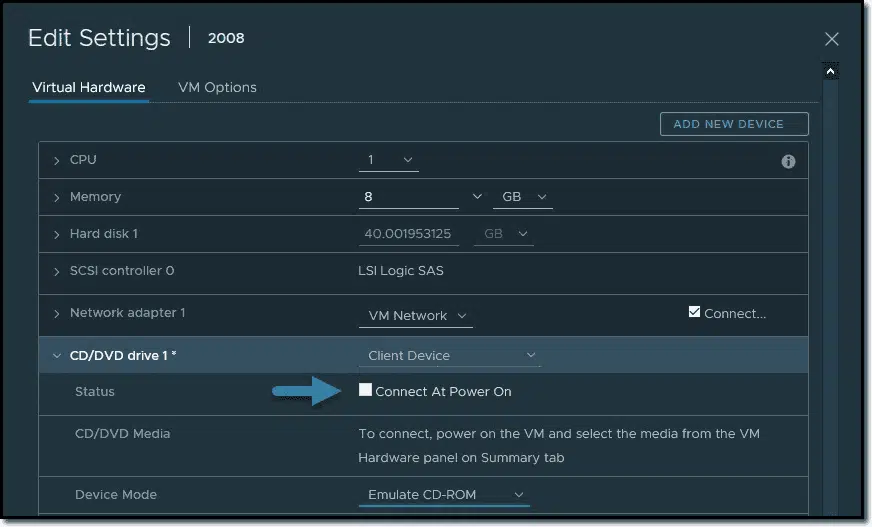 Edit Settings 2008
Virtual Hardware VM Options
ADD NEW DEVICE
CPU 1
Memory 8 GB
Hard disk 1 40.001953125 GB
SCSI controller 0 LSI Logic SAS
Network adapter 1 VM Network Connect...
CD/DVD drive 1 * Client Device
Status Connect At Power On
CD/DVD Media To connect, power on the VM and select the media from the VM
Hardware panel on Summary tab
Device Mode Emulate CD-ROM